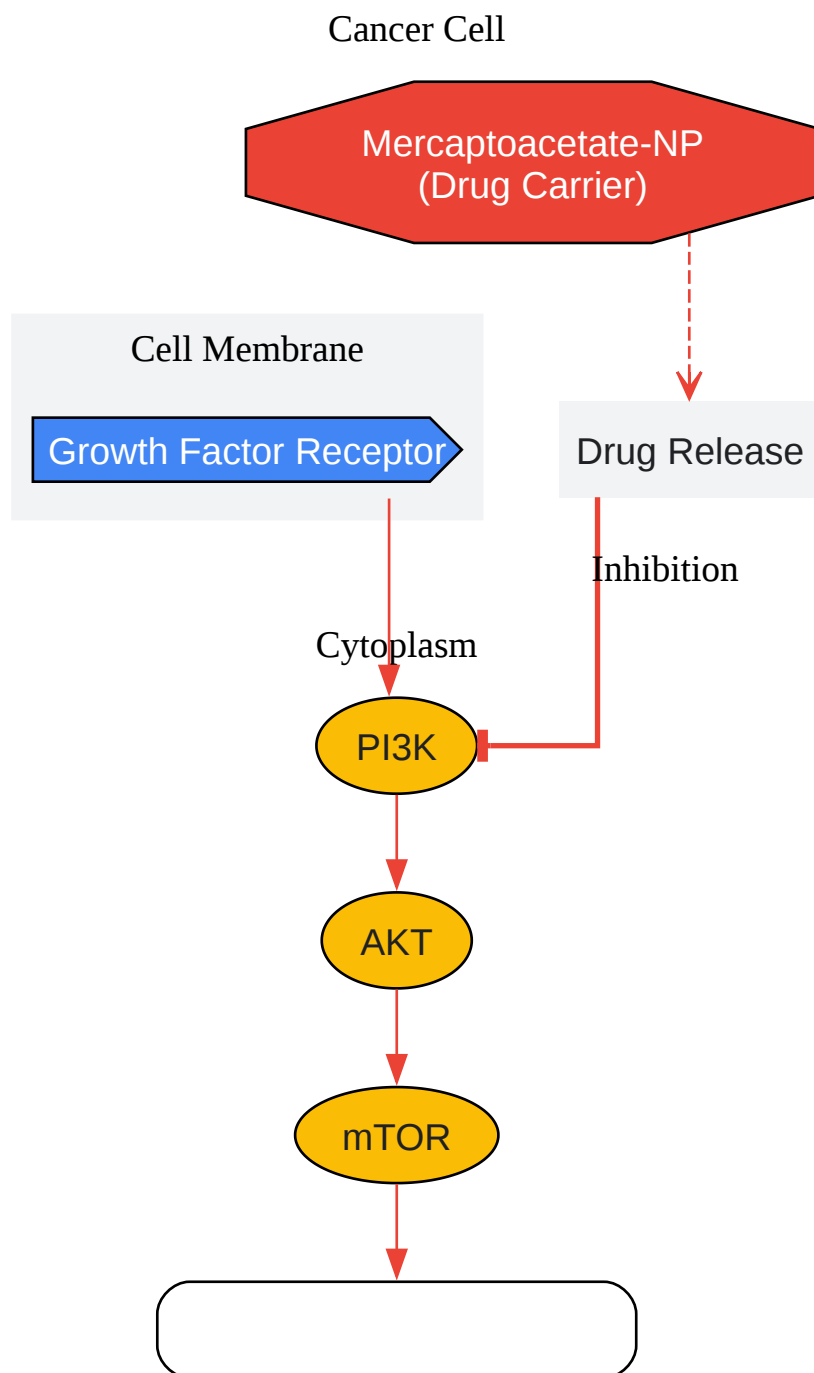 Cancer Cell
Mercaptoacetate-NP
(Drug Carrier)
Cell Membrane
Growth Factor Receptor
Drug Release
Inhibition
Cytoplasm
PI3K
AKT
mTOR